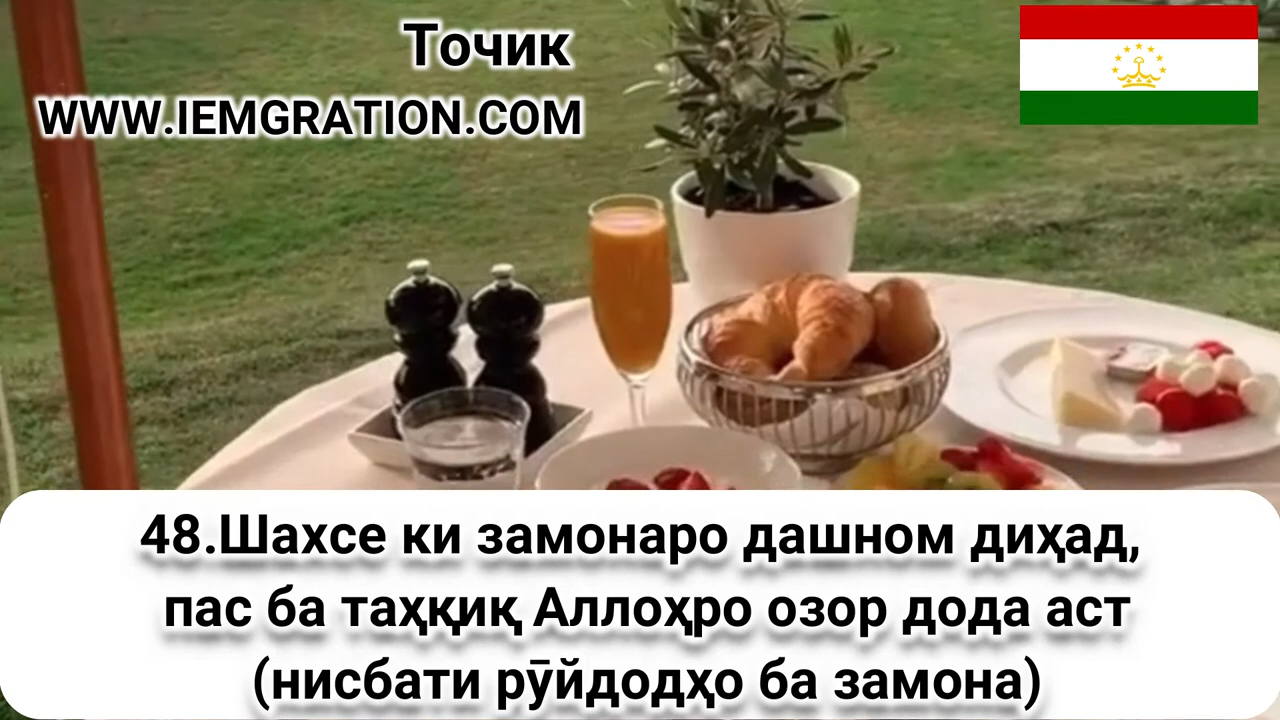 Точик
WWW.IEMGRATION.COM
48.Шахсе ки замонаро дашном диҳад,
пас ба таҳқиқ Аллоҳро озор дода аст
(нисбати рӯйдодҳо ба замона)